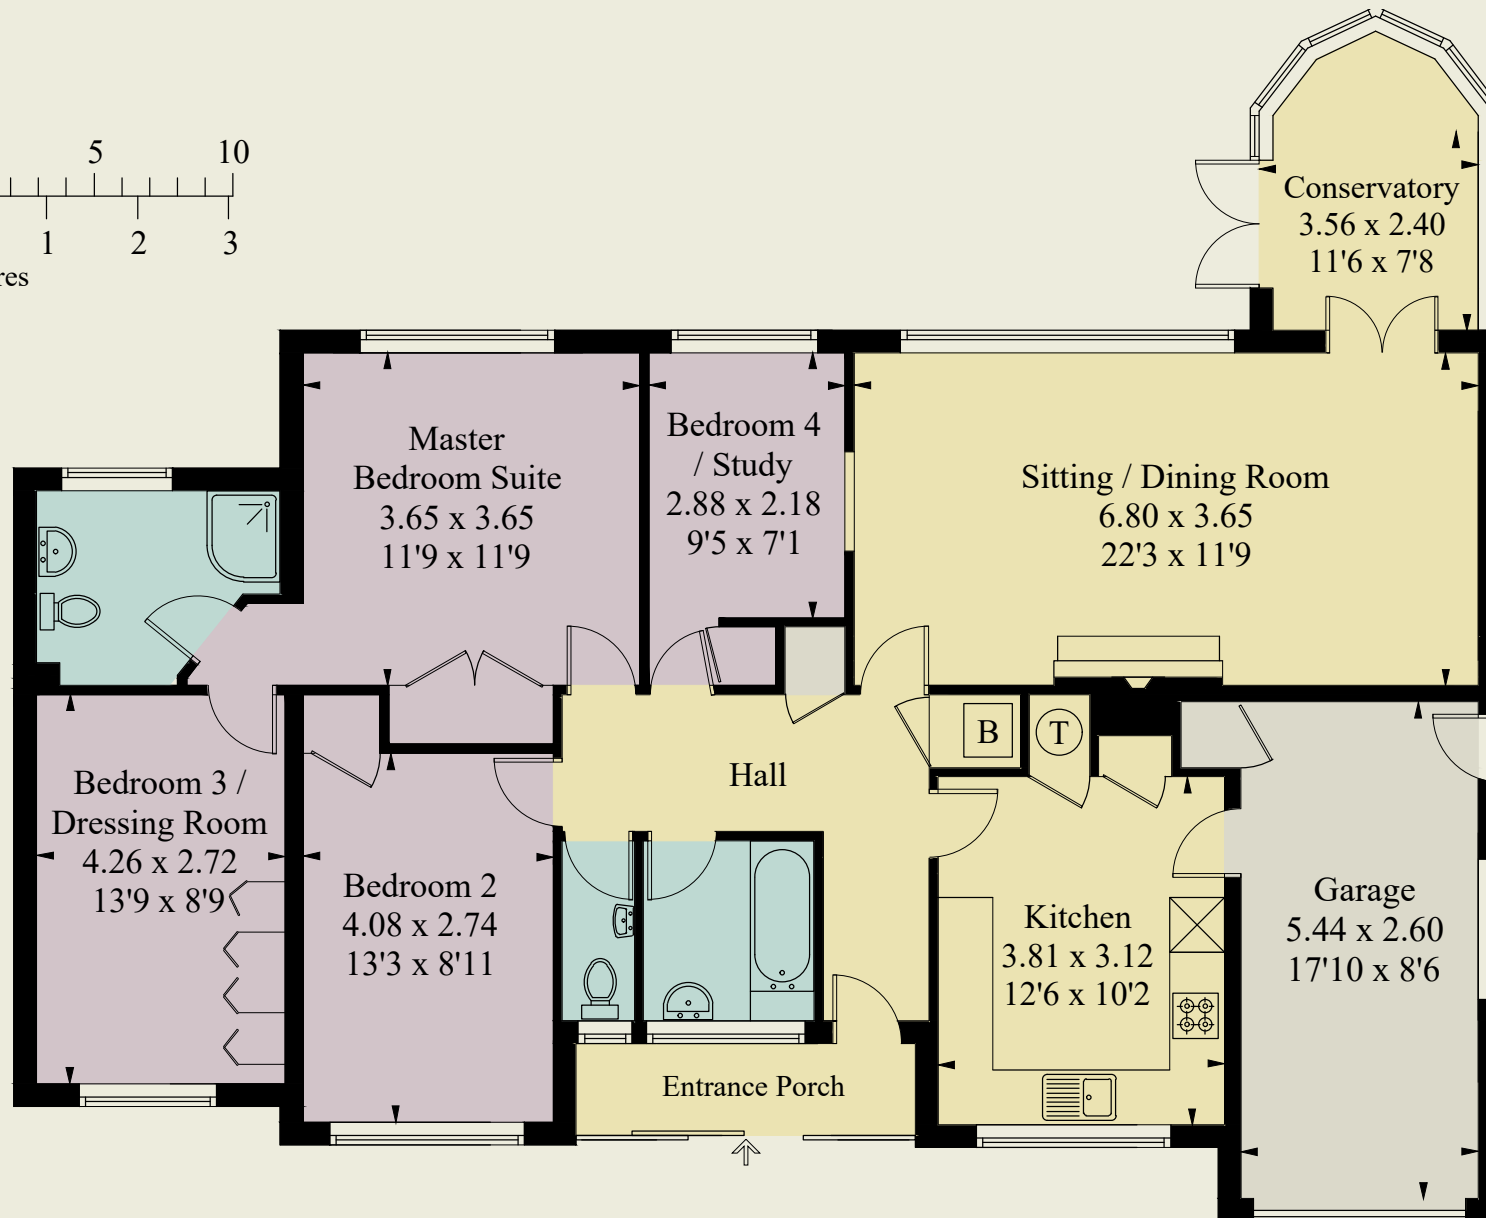 5 10
1 2 3
res
Conservatory
3.56 x 2.40
11'6 x 7'8
Master
Bedroom Suite
3.65 x 3.65
11'9 x 11'9
Bedroom 4
/ Study
2.88 x 2.18
9'5 x 7'1
Sitting / Dining Room
6.80 x 3.65
22'3 x 11'9
B
T
Hall
Bedroom 3 /
Dressing Room
4.26 x 2.72
13'9 x 8'9
Bedroom 2
4.08 x 2.74
13'3 x 8'11
Kitchen
3.81 x 3.12
12'6 x 10'2
Garage
5.44 x 2.60
17'10 x 8'6
Entrance Porch